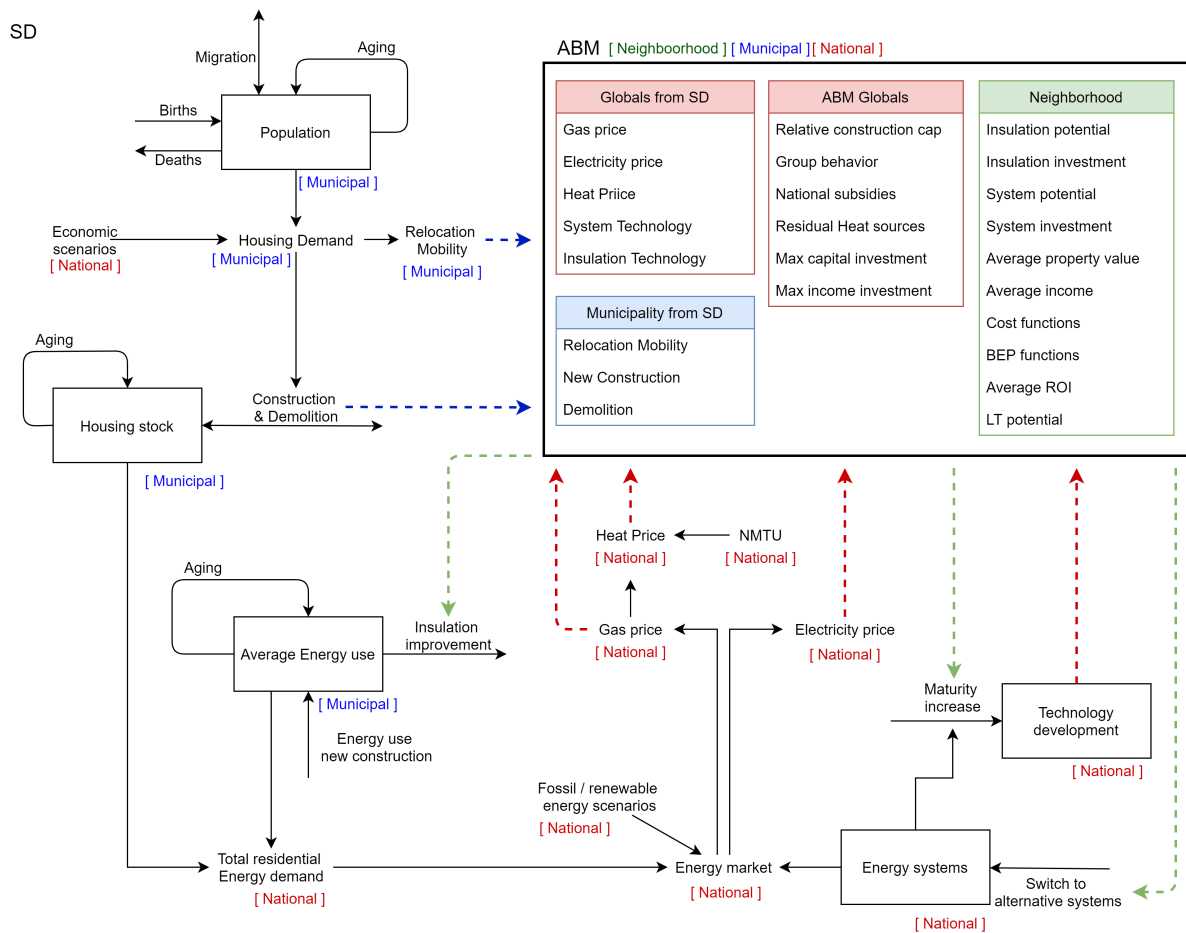 SD
ABM [ Neighboorhood ] [ Municipal ] [ National ]
Migration
Aging
Births
Population
Deaths
[ Municipal ]
Economic
scenarios
[ National ]
Housing Demand
[ Municipal ]
Relocation
Mobility
[ Municipal ]
Globals from SD
Gas price
Electricity price
Heat Priice
System Technology
Insulation Technology
ABM Globals
Relative construction cap
Group behavior
National subsidies
Residual Heat sources
Max capital investment
Max income investment
Neighborhood
Insulation potential
Insulation investment
System potential
System investment
Average property value
Average income
Cost functions
BEP functions
Average ROI
LT potential
Municipality from SD
Relocation Mobility
New Construction
Demolition
Aging
Housing stock
[ Municipal ]
Construction
& Demolition
Heat Price
[ National ]
NMTU
[ National ]
Aging
Average Energy use
[ Municipal ]
Insulation
improvement
Energy use
new construction
Gas price
[ National ]
Electricity price
[ National ]
Maturity
increase
Technology
development
[ National ]
Fossil / renewable
energy scenarios
[ National ]
Total residential
Energy demand
[ National ]
Energy market
[ National ]
Energy systems
[ National ]
Switch to
alternative systems